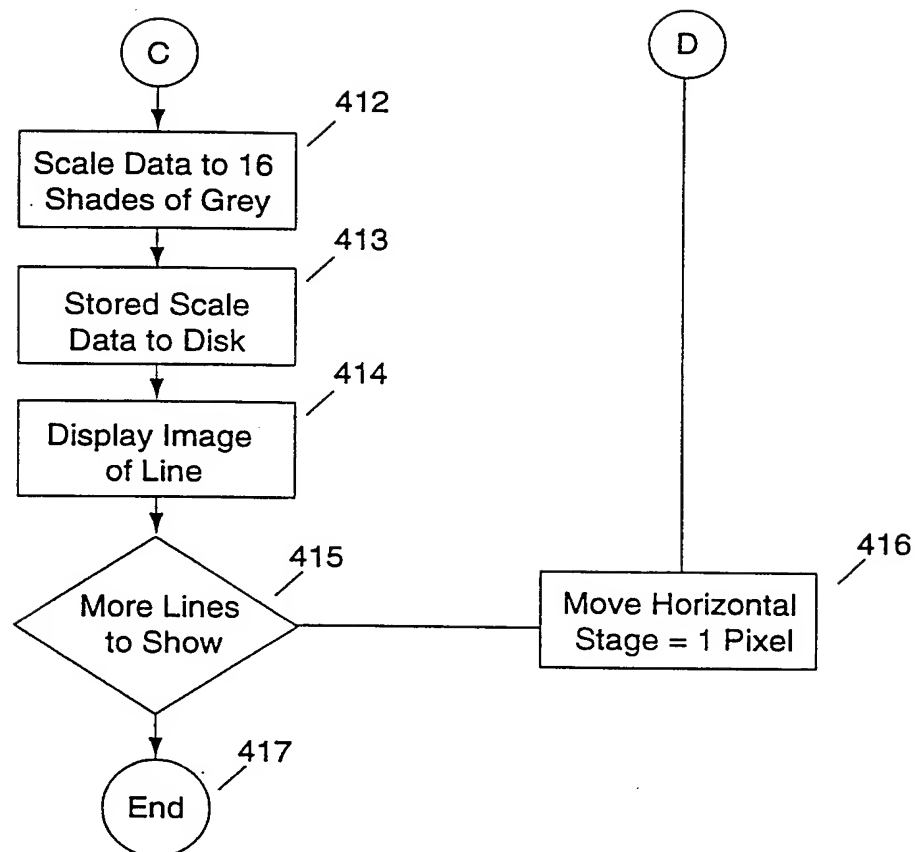 C
D
412
Scale Data to 16
Shades of Grey
413
Stored Scale
Data to Disk
414
Display Image
of Line
415
More Lines
to Show
416
Move Horizontal
Stage = 1 Pixel
417
End